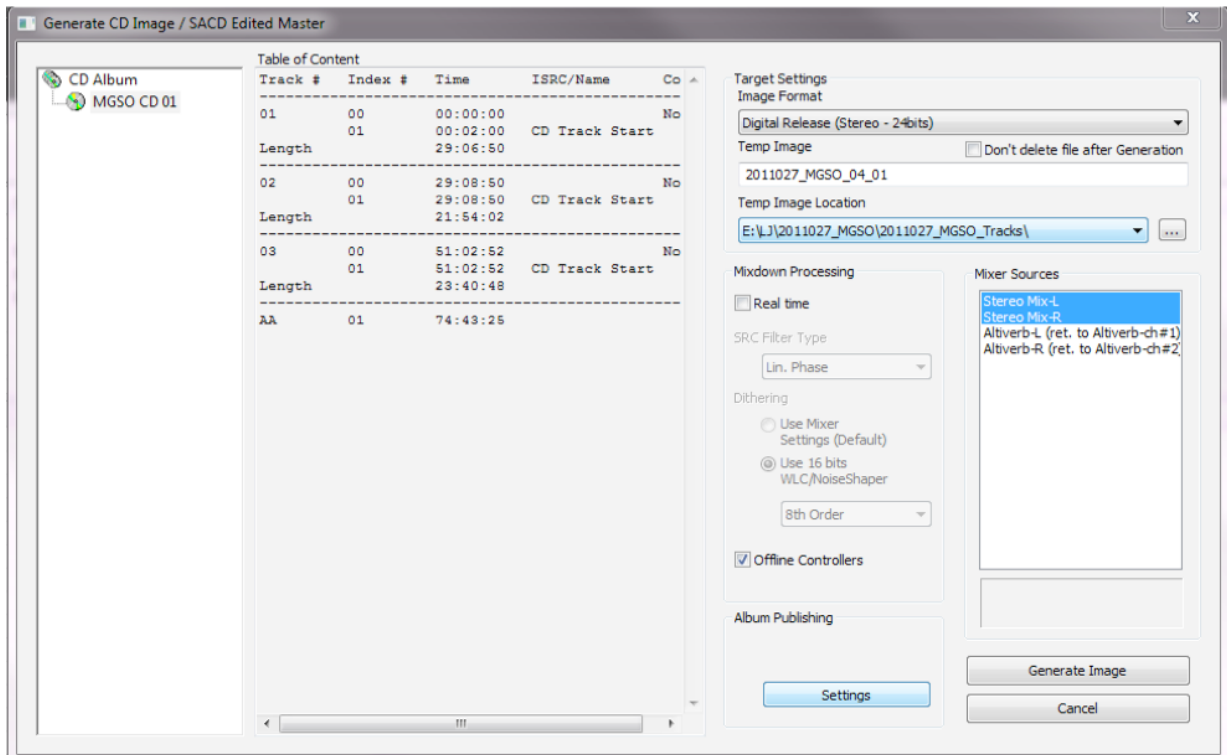 Generate CD Image / SACD Edited Master
CD Album
MGSO CD 01
Table of Content
Track # Index # Time ISRC/Name Co
01 00 00:00:00 No
01 00:02:00 CD Track Start
Length 29:06:50
02 00 29:08:50 No
01 29:08:50 CD Track Start
Length 21:54:02
03 00 51:02:52 No
01 51:02:52 CD Track Start
Length 23:40:48
AA 01 74:43:25
Target Settings
Image Format
Digital Release (Stereo - 24bits)
Temp Image Don't delete file after Generation
2011027_MGSO_04_01
Temp Image Location
E:\LJ\2011027_MGSO\2011027_MGSO_Tracks\ ...
Mixdown Processing
Real time
SRC Filter Type
Lin. Phase
Dithering
Use Mixer
Settings (Default)
Use 16 bits
WLC/NoiseShaper
8th Order
Offline Controllers
Mixer Sources
Stereo Mix-L
Stereo Mix-R
Altiverb-L (ret. to Altiverb-ch#1)
Altiverb-R (ret. to Altiverb-ch#2)
Album Publishing
Settings
Generate Image
Cancel